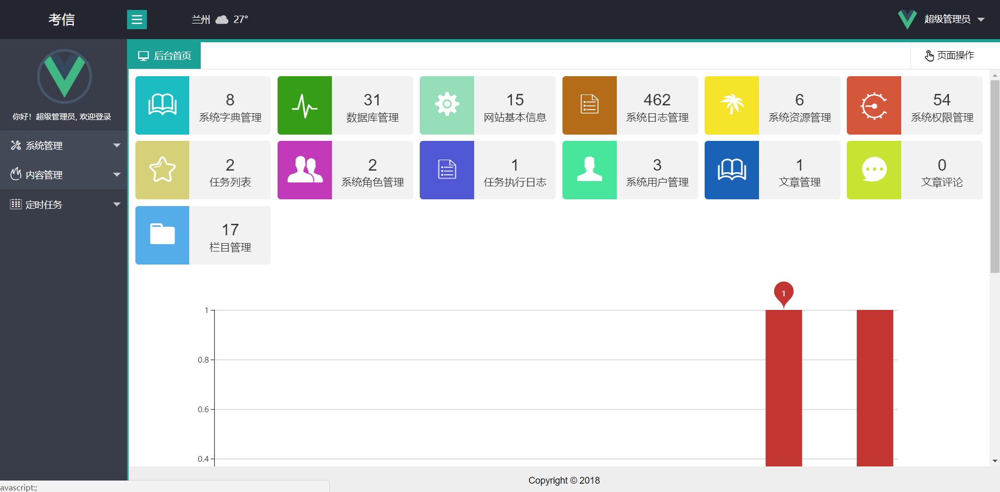 考信
兰州 27°
超级管理员
你好！超级管理员, 欢迎登录
系统管理
内容管理
定时任务
后台首页
页面操作
8
系统字典管理
31
数据库管理
15
网站基本信息
462
系统日志管理
6
系统资源管理
54
系统权限管理
2
任务列表
2
系统角色管理
1
任务执行日志
3
系统用户管理
1
文章管理
0
文章评论
17
栏目管理
1
1
0.8
0.6
0.4
Copyright © 2018
avascript:;